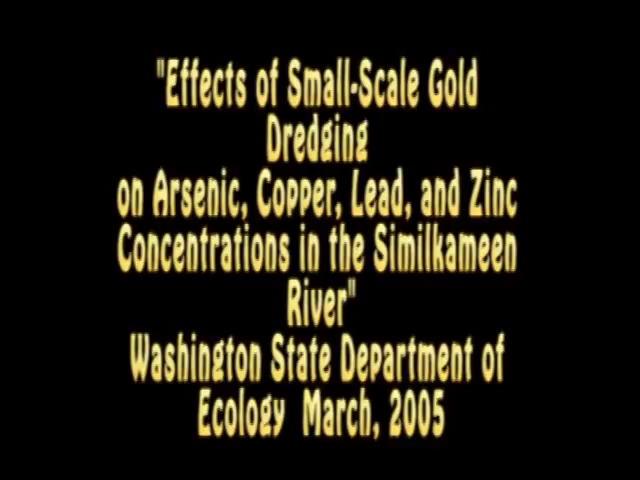 "Effects of Small-Scale Gold
Dredging
on Arsenic, Copper, Lead, and Zinc
Concentrations in the Similkameen
River"
Washington State Department of
Ecology  March, 2005